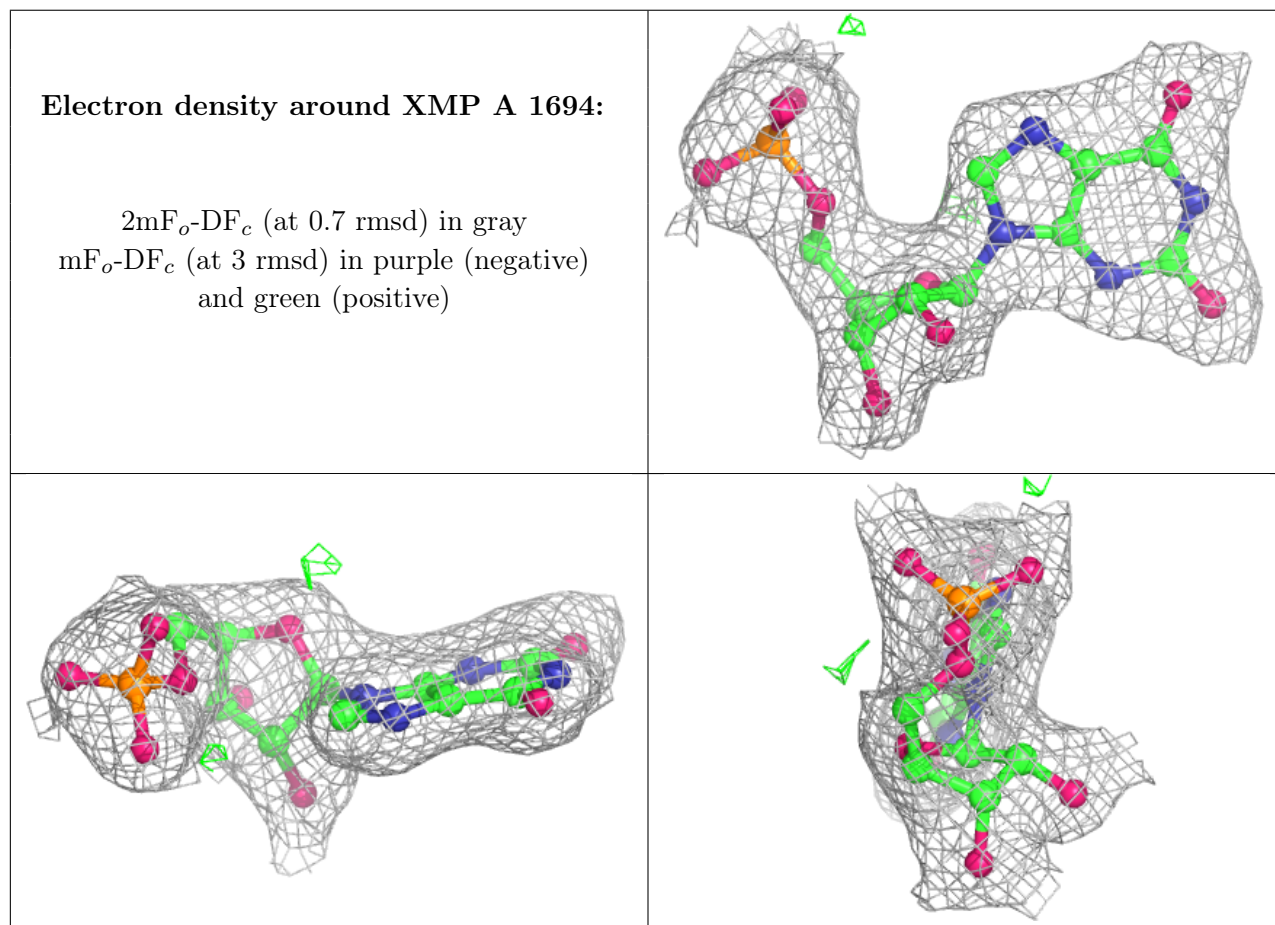 Electron density around XMP A 1694:
2mFo-DFc (at 0.7 rmsd) in gray
mFo-DFc (at 3 rmsd) in purple (negative)
and green (positive)